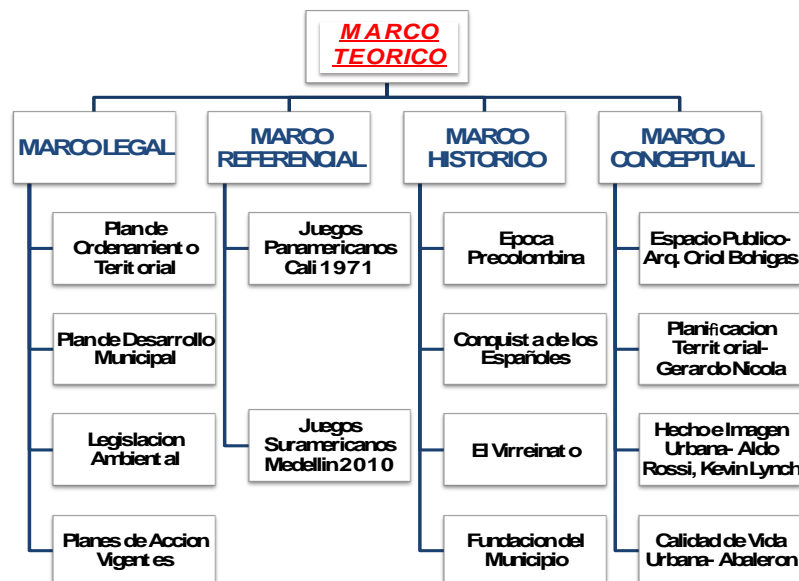 MARCO
TEORICO
MARCO LEGAL
Plan de
Ordenamiento
Teritorial
Plan de Desarrollo
Municipal
Legislacion
Ambiental
Planes de Accion
Vigentes
MARCO
REFERENCIAL
Juegos
Panamericanos
Cali 1971
Juegos
Suramericanos
Medellin 2010
MARCO
HISTORICO
Epoca
Precolombina
Conquista de los
Españoles
El Virreinato
Fundacion del
Municipio
MARCO
CONCEPTUAL
Espacio Publico-
Arq. Oriol Bohigas
Planificacion
Territorial-
Gerardo Nicola
Hecho e Imagen
Urbana- Aldo
Rossi, Kevin Lynch
Calidad de Vida
Urbana- Abaleron